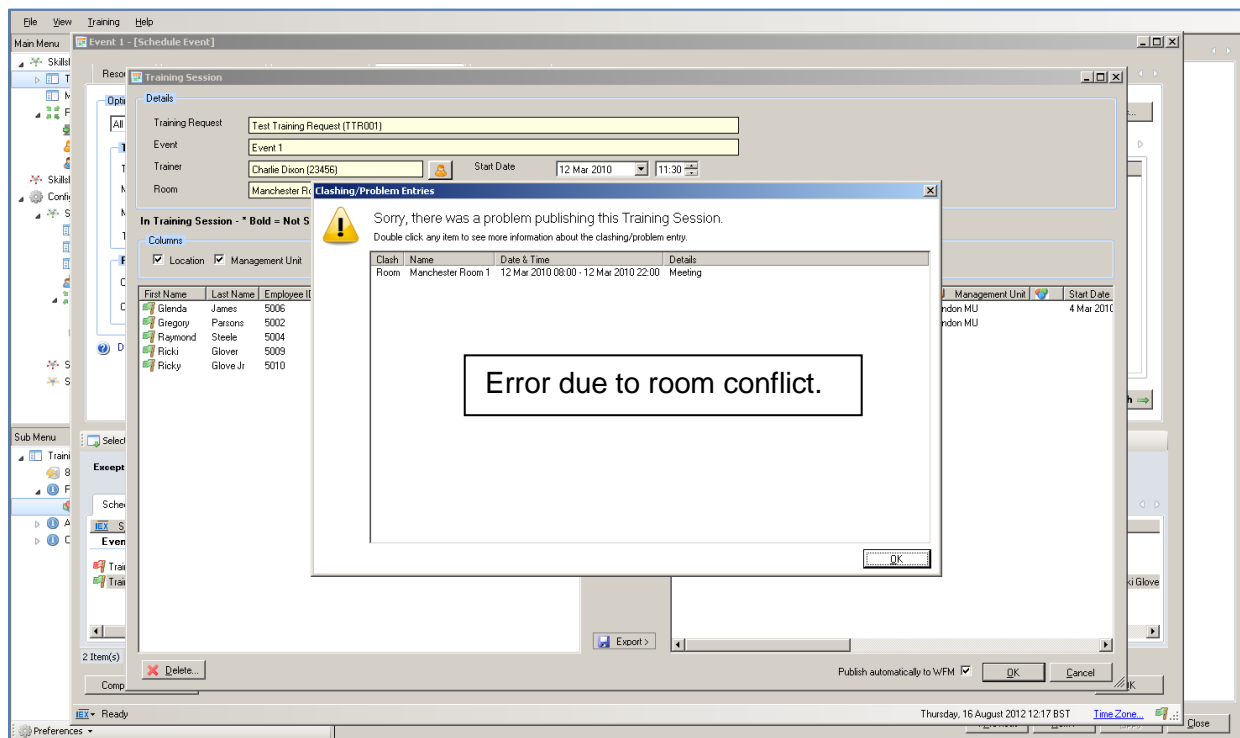 File View Training Help
Main Menu
Event 1 - [Schedule Event]
Training Session
Details
Training Request Test Training Request (TTR001)
Event Event 1
Trainer Charlie Dixon (23456) Start Date 12 Mar 2010 11:30
Room
Clashing/Problem Entries
Sorry, there was a problem publishing this Training Session.
Double click any item to see more information about the clashing/problem entry.
Clash Name Date & Time Details
Room Manchester Room 1 12 Mar 2010 08:00 - 12 Mar 2010 22:00 Meeting
Error due to room conflict.
OK
In Training Session - * Bold = Not S
Columns
Location Management Unit
First Name Last Name Employee I
Glenda James 5006
Gregory Parsons 5002
Raymond Steele 5004
Ricki Glover 5009
Ricky Glove Jr 5010
Management Unit Start Date
ndon MU 4 Mar 2010
ndon MU
Export >
Delete...
Publish automatically to WFM OK Cancel
Sub Menu
2 Item(s)
IEX Ready
Thursday, 16 August 2012 12:17 BST Time Zone...
Preferences
Close